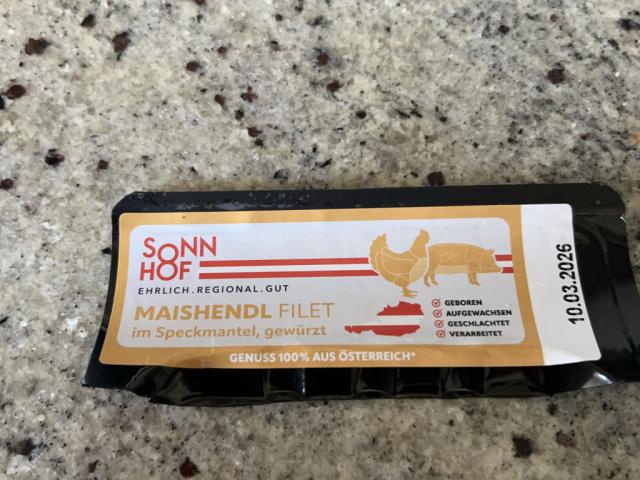 SONN
HOF
EHRLICH.REGIONAL.GUT
MAISHENDL FILET
im Speckmantel, gewürzt
GEBOREN
AUFGEWACHSEN
GESCHLACHTET
VERARBEITET
GENUSS 100% AUS ÖSTERREICH*
10.03.2026